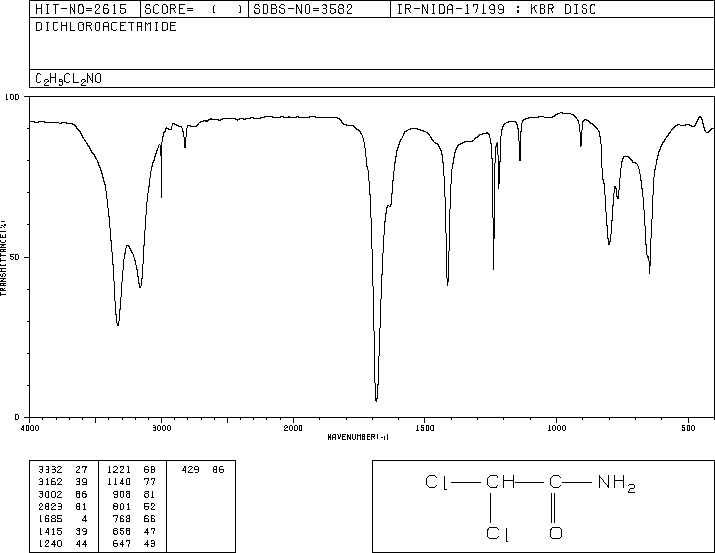 HIT-NO=2615 SCORE= ( ) SDBS-NO=3582 IR-NIDA-17199 : KBR DISC
DICHLOROACETAMIDE
C2H3CL2NO
100
50
0
TRANSMITTANCE(%)
4000 3000 2000 1500 1000 500
WAVENUMBER(-1)
3332 27 1221 68 429 86
3162 39 1140 77
3002 66 908 81
2823 81 801 52
1685 4 768 66
1415 39 658 47
1240 44 647 43
Cl CH C NH2
Cl O